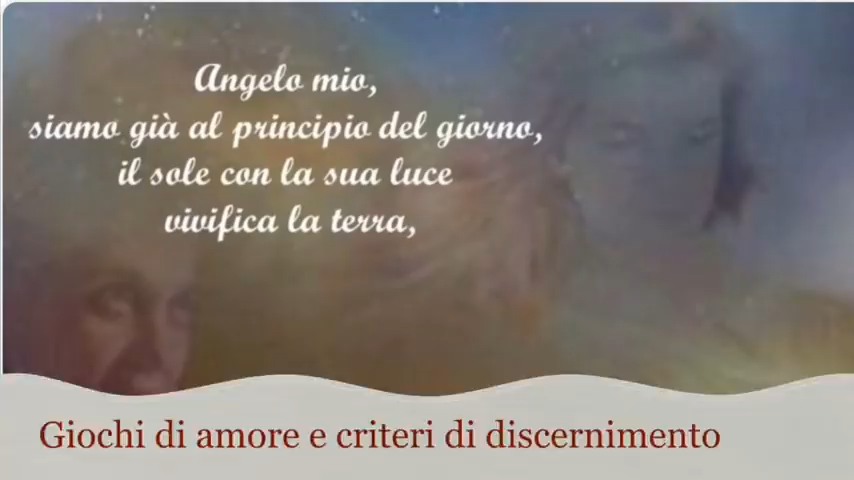 Angelo mio,
siamo già al principio del giorno,
il sole con la sua luce
vivifica la terra,
Giochi di amore e criteri di discernimento